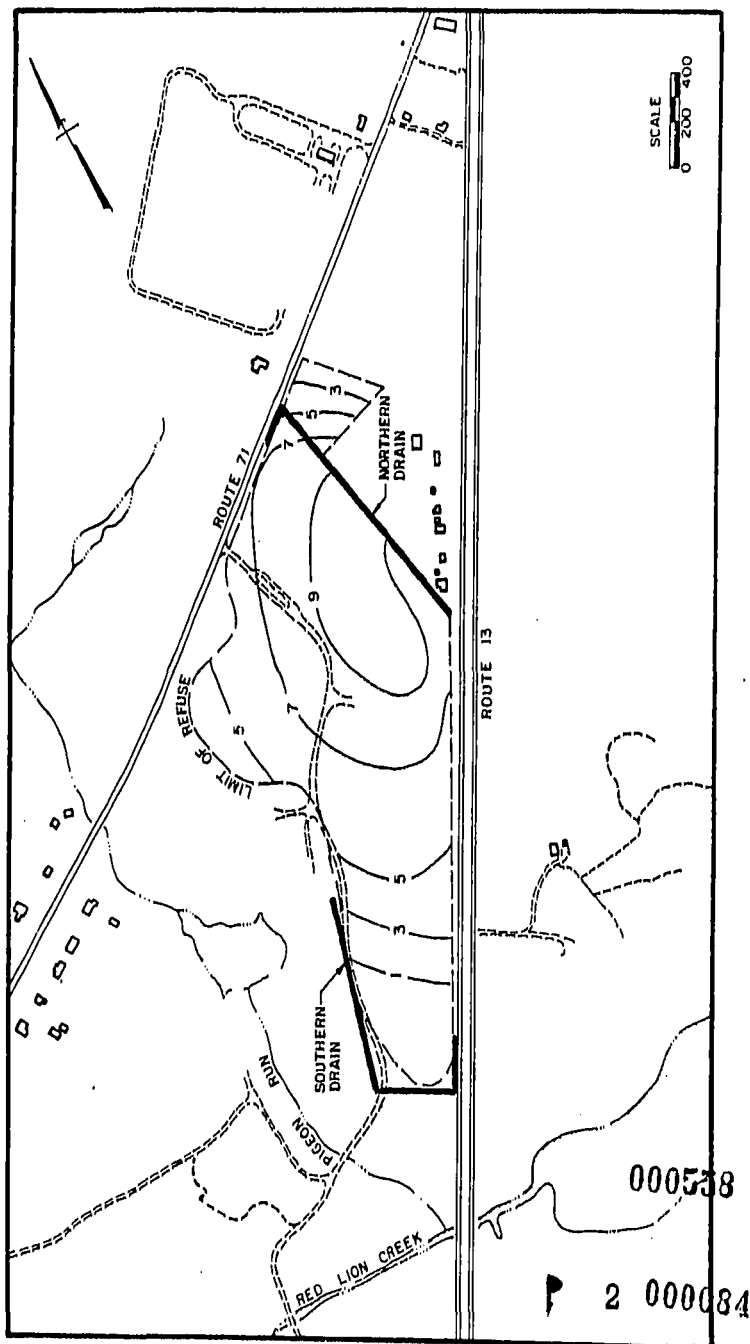 SCALE
0 200 400
ROUTE 71
3
5
7
NORTHERN
DRAIN
9
7
5
LIMIT OF REFUSE
ROUTE 13
5
3
1
SOUTHERN
DRAIN
PIGEON RUN
RED LION CREEK
000538
2 000084